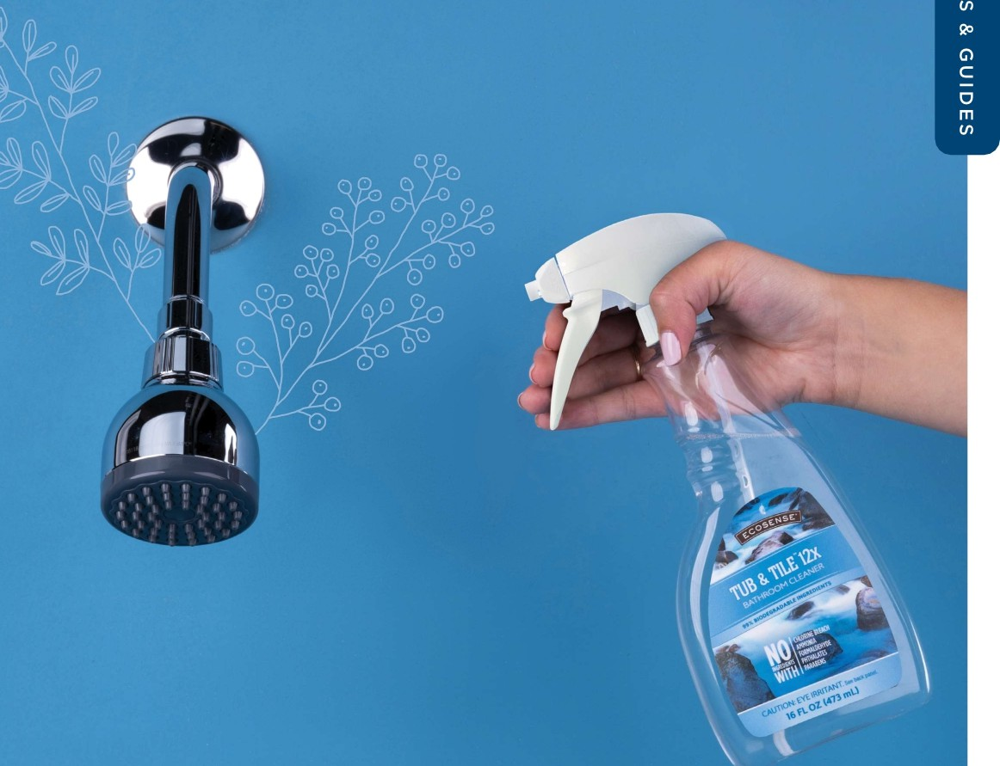 S & GUIDES
ECOSENSE
TUB & TILE 12x
BATHROOM CLEANER
99% BIODEGRADABLE INGREDIENTS
NO
INGREDIENTS
WITH
CHLORINE BLEACH
AMMONIA
FORMALDEHYDE
PHTHALATES
PARABENS
CAUTION: EYE IRRITANT. See back panel.
16 FL OZ (473 mL)